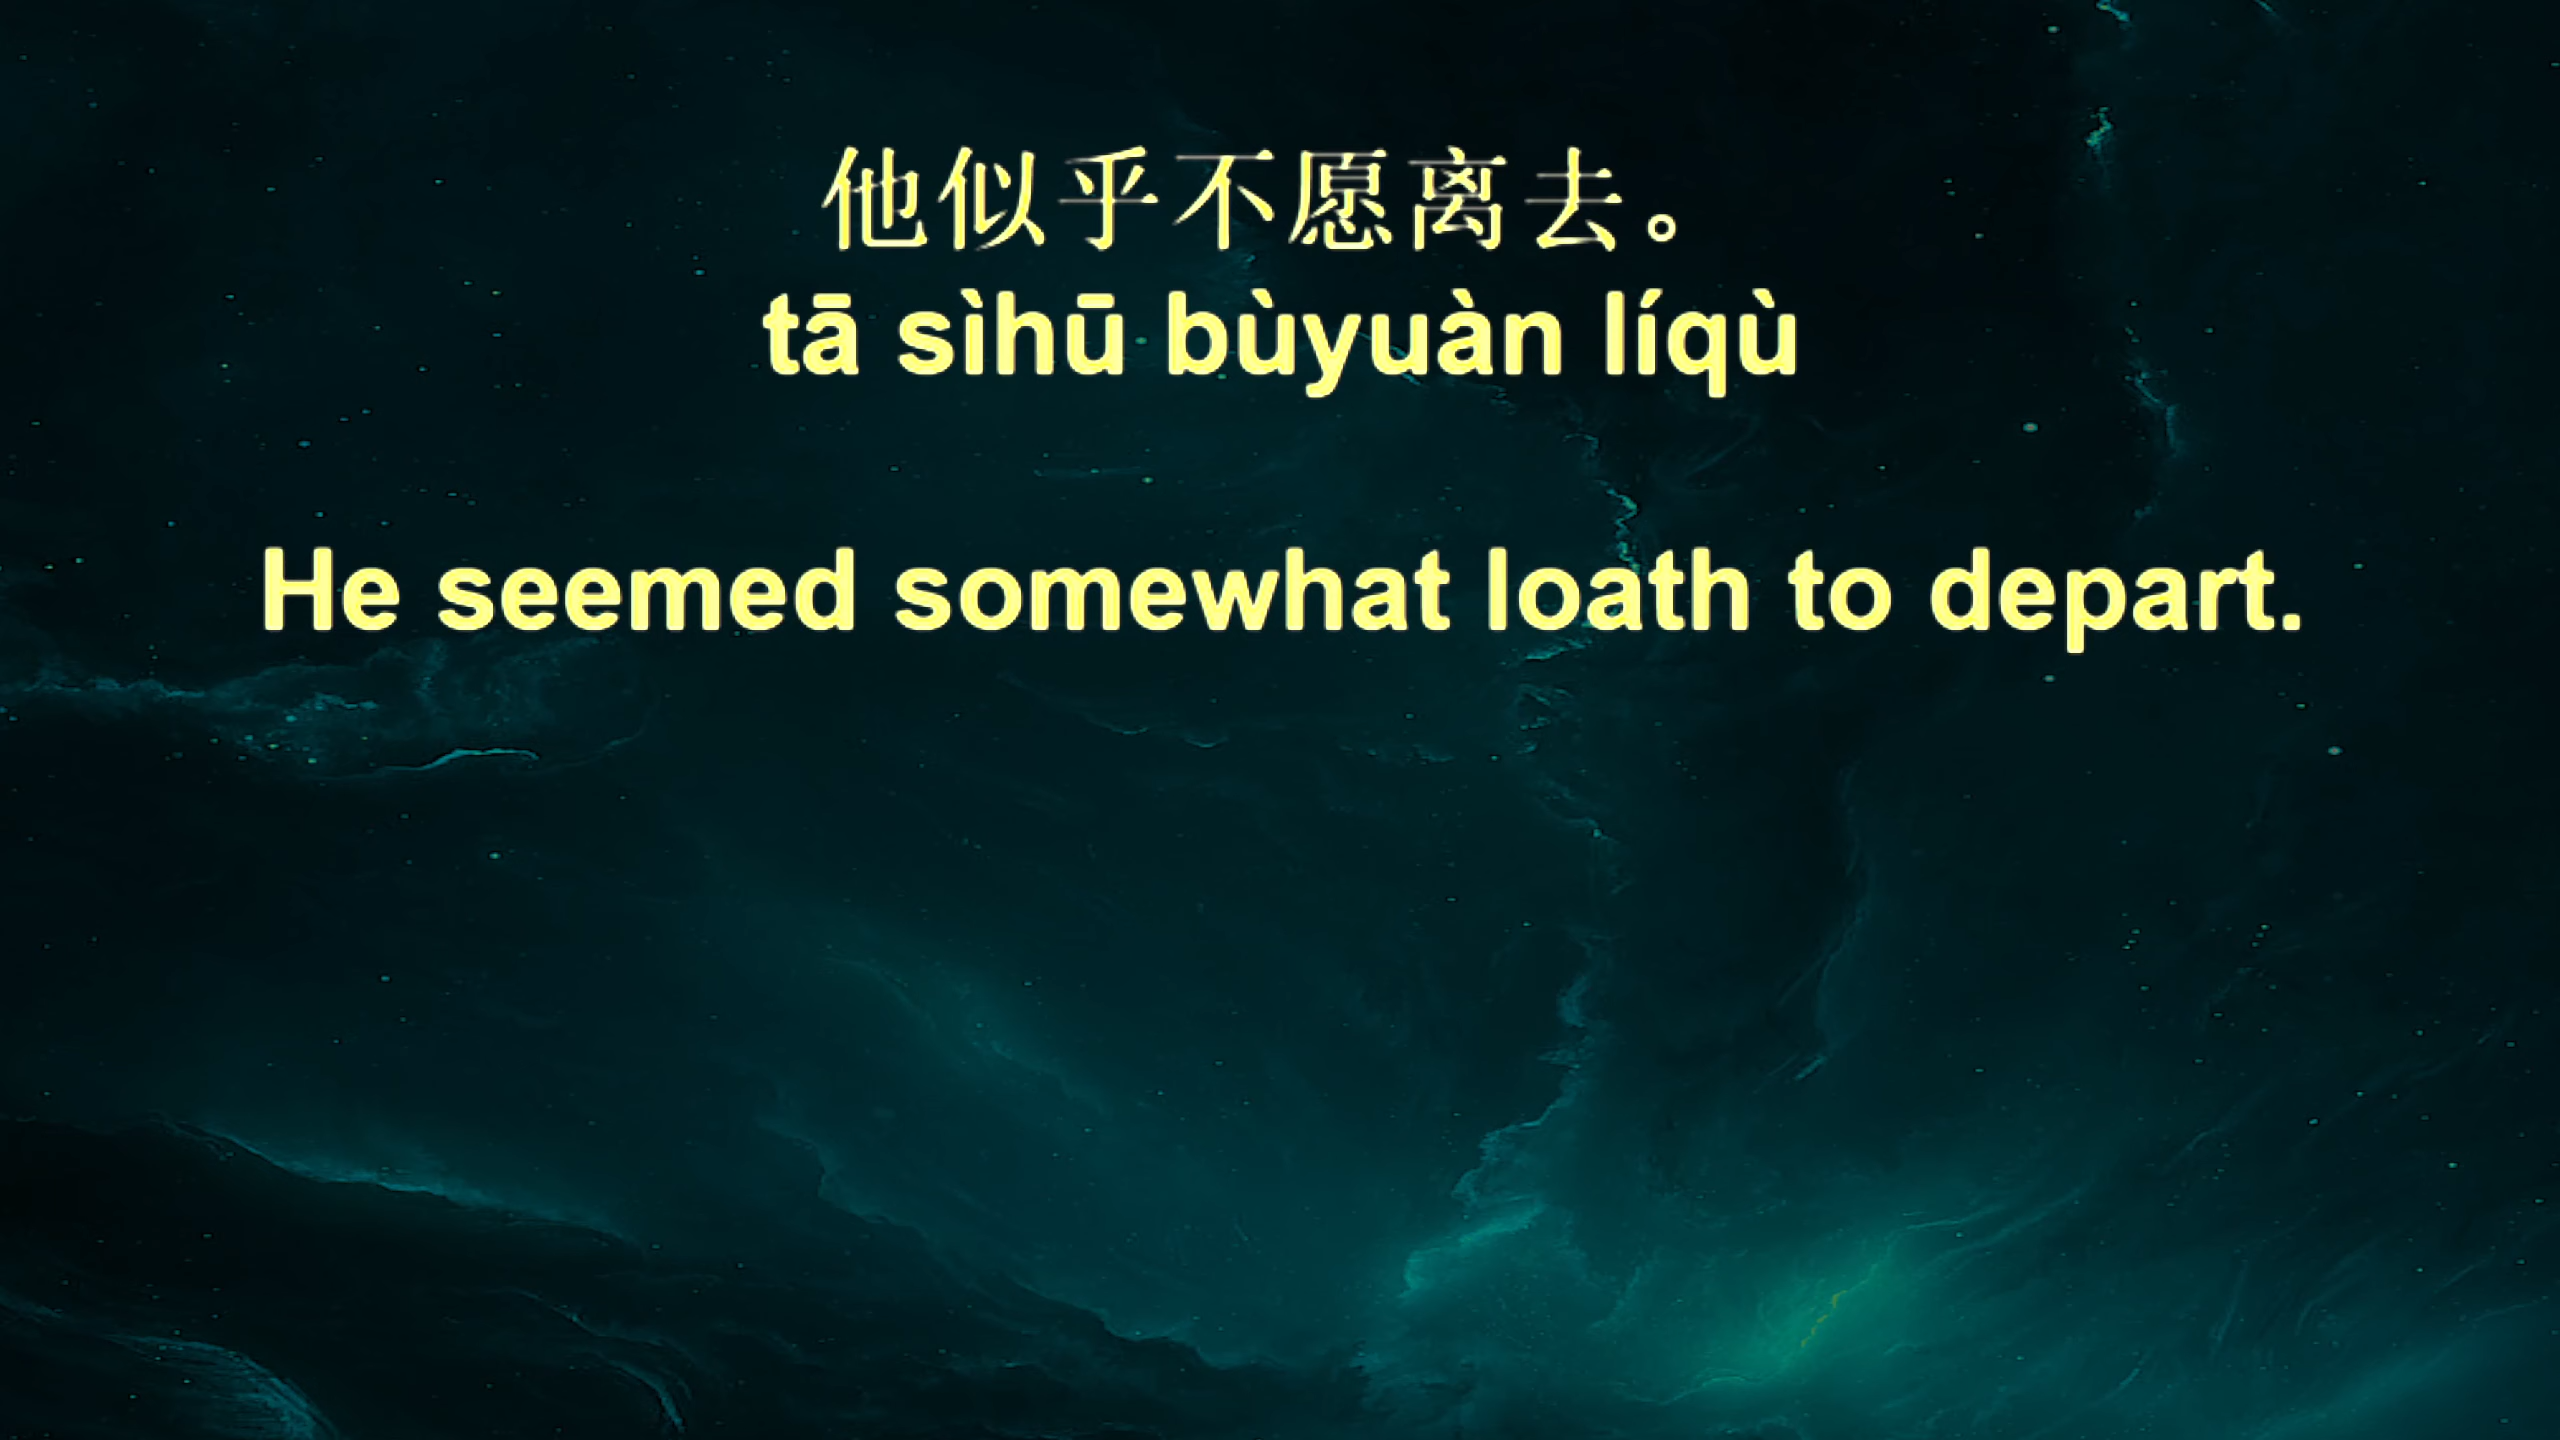 他似乎不愿离去。
tā sìhū bùyuàn líqù
He seemed somewhat loath to depart.